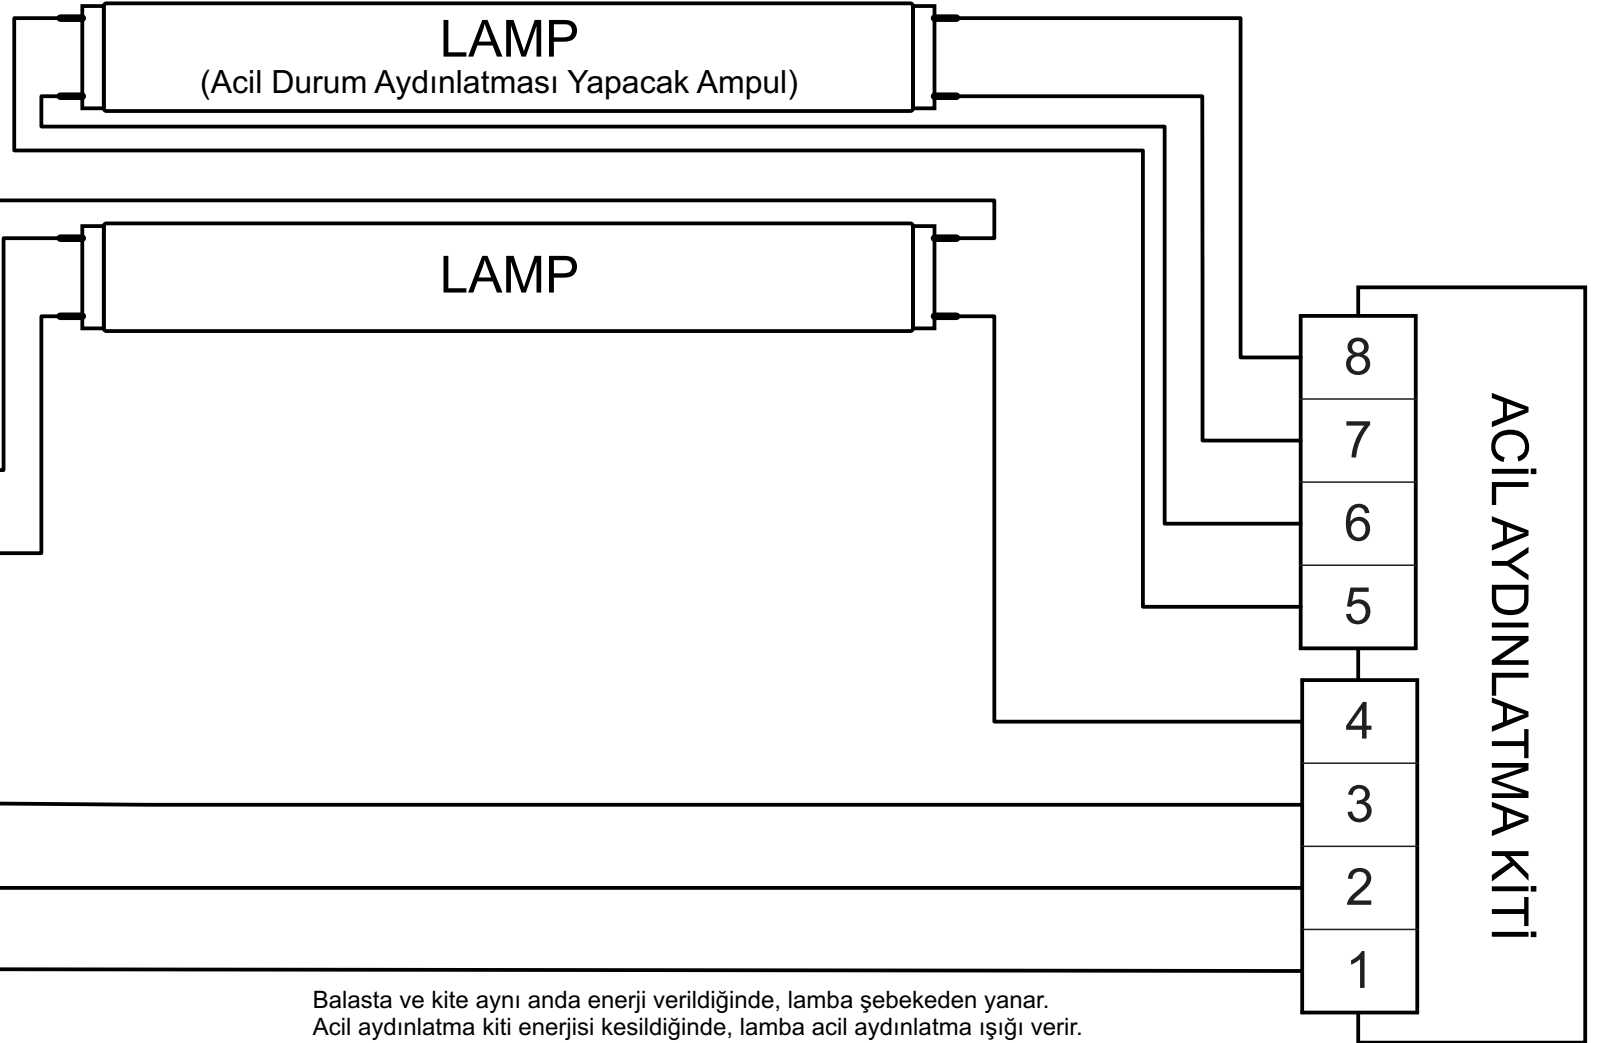 LAMP
(Acil Durum Aydınlatması Yapacak Ampul)
LAMP
8
7
6
5
4
3
2
1
ACİL AYDINLATMA KİTİ
Balasta ve kite aynı anda enerji verildiğinde, lamba şebekeden yanar.
Acil aydınlatma kiti enerjisi kesildiğinde, lamba acil aydınlatma ışığı verir.